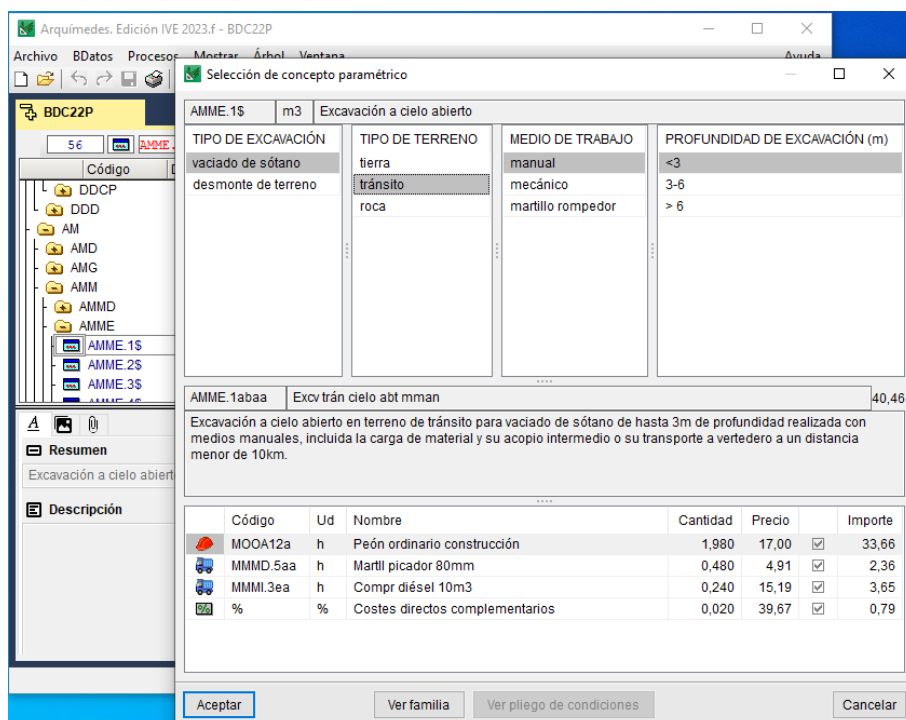 Arquímedes. Edición IVE 2023.f - BDC22P
Archivo BDatos Procesos Mostrar Árbol Ventana Ayuda
Selección de concepto paramétrico
BDC22P
56 AMME.
Código
DDCP
DDD
AM
AMD
AMG
AMM
AMMD
AMME
AMME.1$
AMME.2$
AMME.3$
AMME.4$
A
Resumen
Excavación a cielo abiert
Descripción
AMME.1$ m3 Excavación a cielo abierto
TIPO DE EXCAVACIÓN TIPO DE TERRENO MEDIO DE TRABAJO PROFUNDIDAD DE EXCAVACIÓN (m)
vaciado de sótano tierra manual <3
desmonte de terreno tránsito mecánico 3-6
roca martillo rompedor > 6
AMME.1abaa Excv trán cielo abt mman 40,46
Excavación a cielo abierto en terreno de tránsito para vaciado de sótano de hasta 3m de profundidad realizada con
medios manuales, incluida la carga de material y su acopio intermedio o su transporte a vertedero a un distancia
menor de 10km.
Código Ud Nombre Cantidad Precio Importe
MOOA12a h Peón ordinario construcción 1,980 17,00 33,66
MMMD.5aa h Martll picador 80mm 0,480 4,91 2,36
MMMI.3ea h Compr diésel 10m3 0,240 15,19 3,65
% % Costes directos complementarios 0,020 39,67 0,79
Aceptar Ver familia Ver pliego de condiciones Cancelar